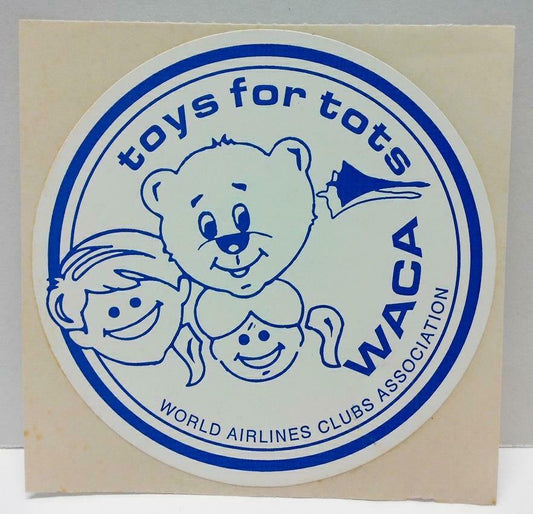 toys for tots
WACA
WORLD AIRLINES CLUBS ASSOCIATION